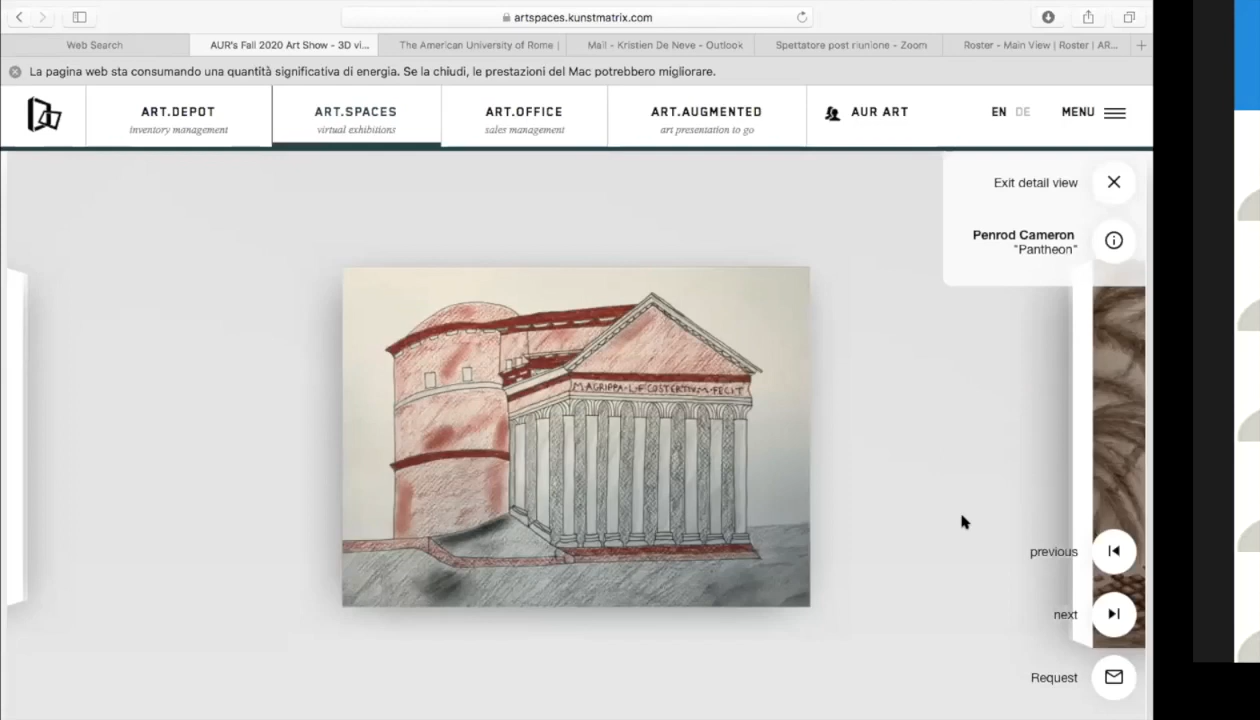 artspaces.kunstmatrix.com
Web Search
AUR's Fall 2020 Art Show - 3D vi...
The American University of Rome |
Mail - Kristien De Neve - Outlook
Spettatore post riunione - Zoom
Roster - Main View | Roster | AR...
La pagina web sta consumando una quantità significativa di energia. Se la chiudi, le prestazioni del Mac potrebbero migliorare.
ART.DEPOT
inventory management
ART.SPACES
virtual exhibitions
ART.OFFICE
sales management
ART.AUGMENTED
art presentation to go
AUR ART
EN DE
MENU
Exit detail view
Penrod Cameron
"Pantheon"
M·AGRIPPA·L·F·COSTERTIVM·FECIT
previous
next
Request